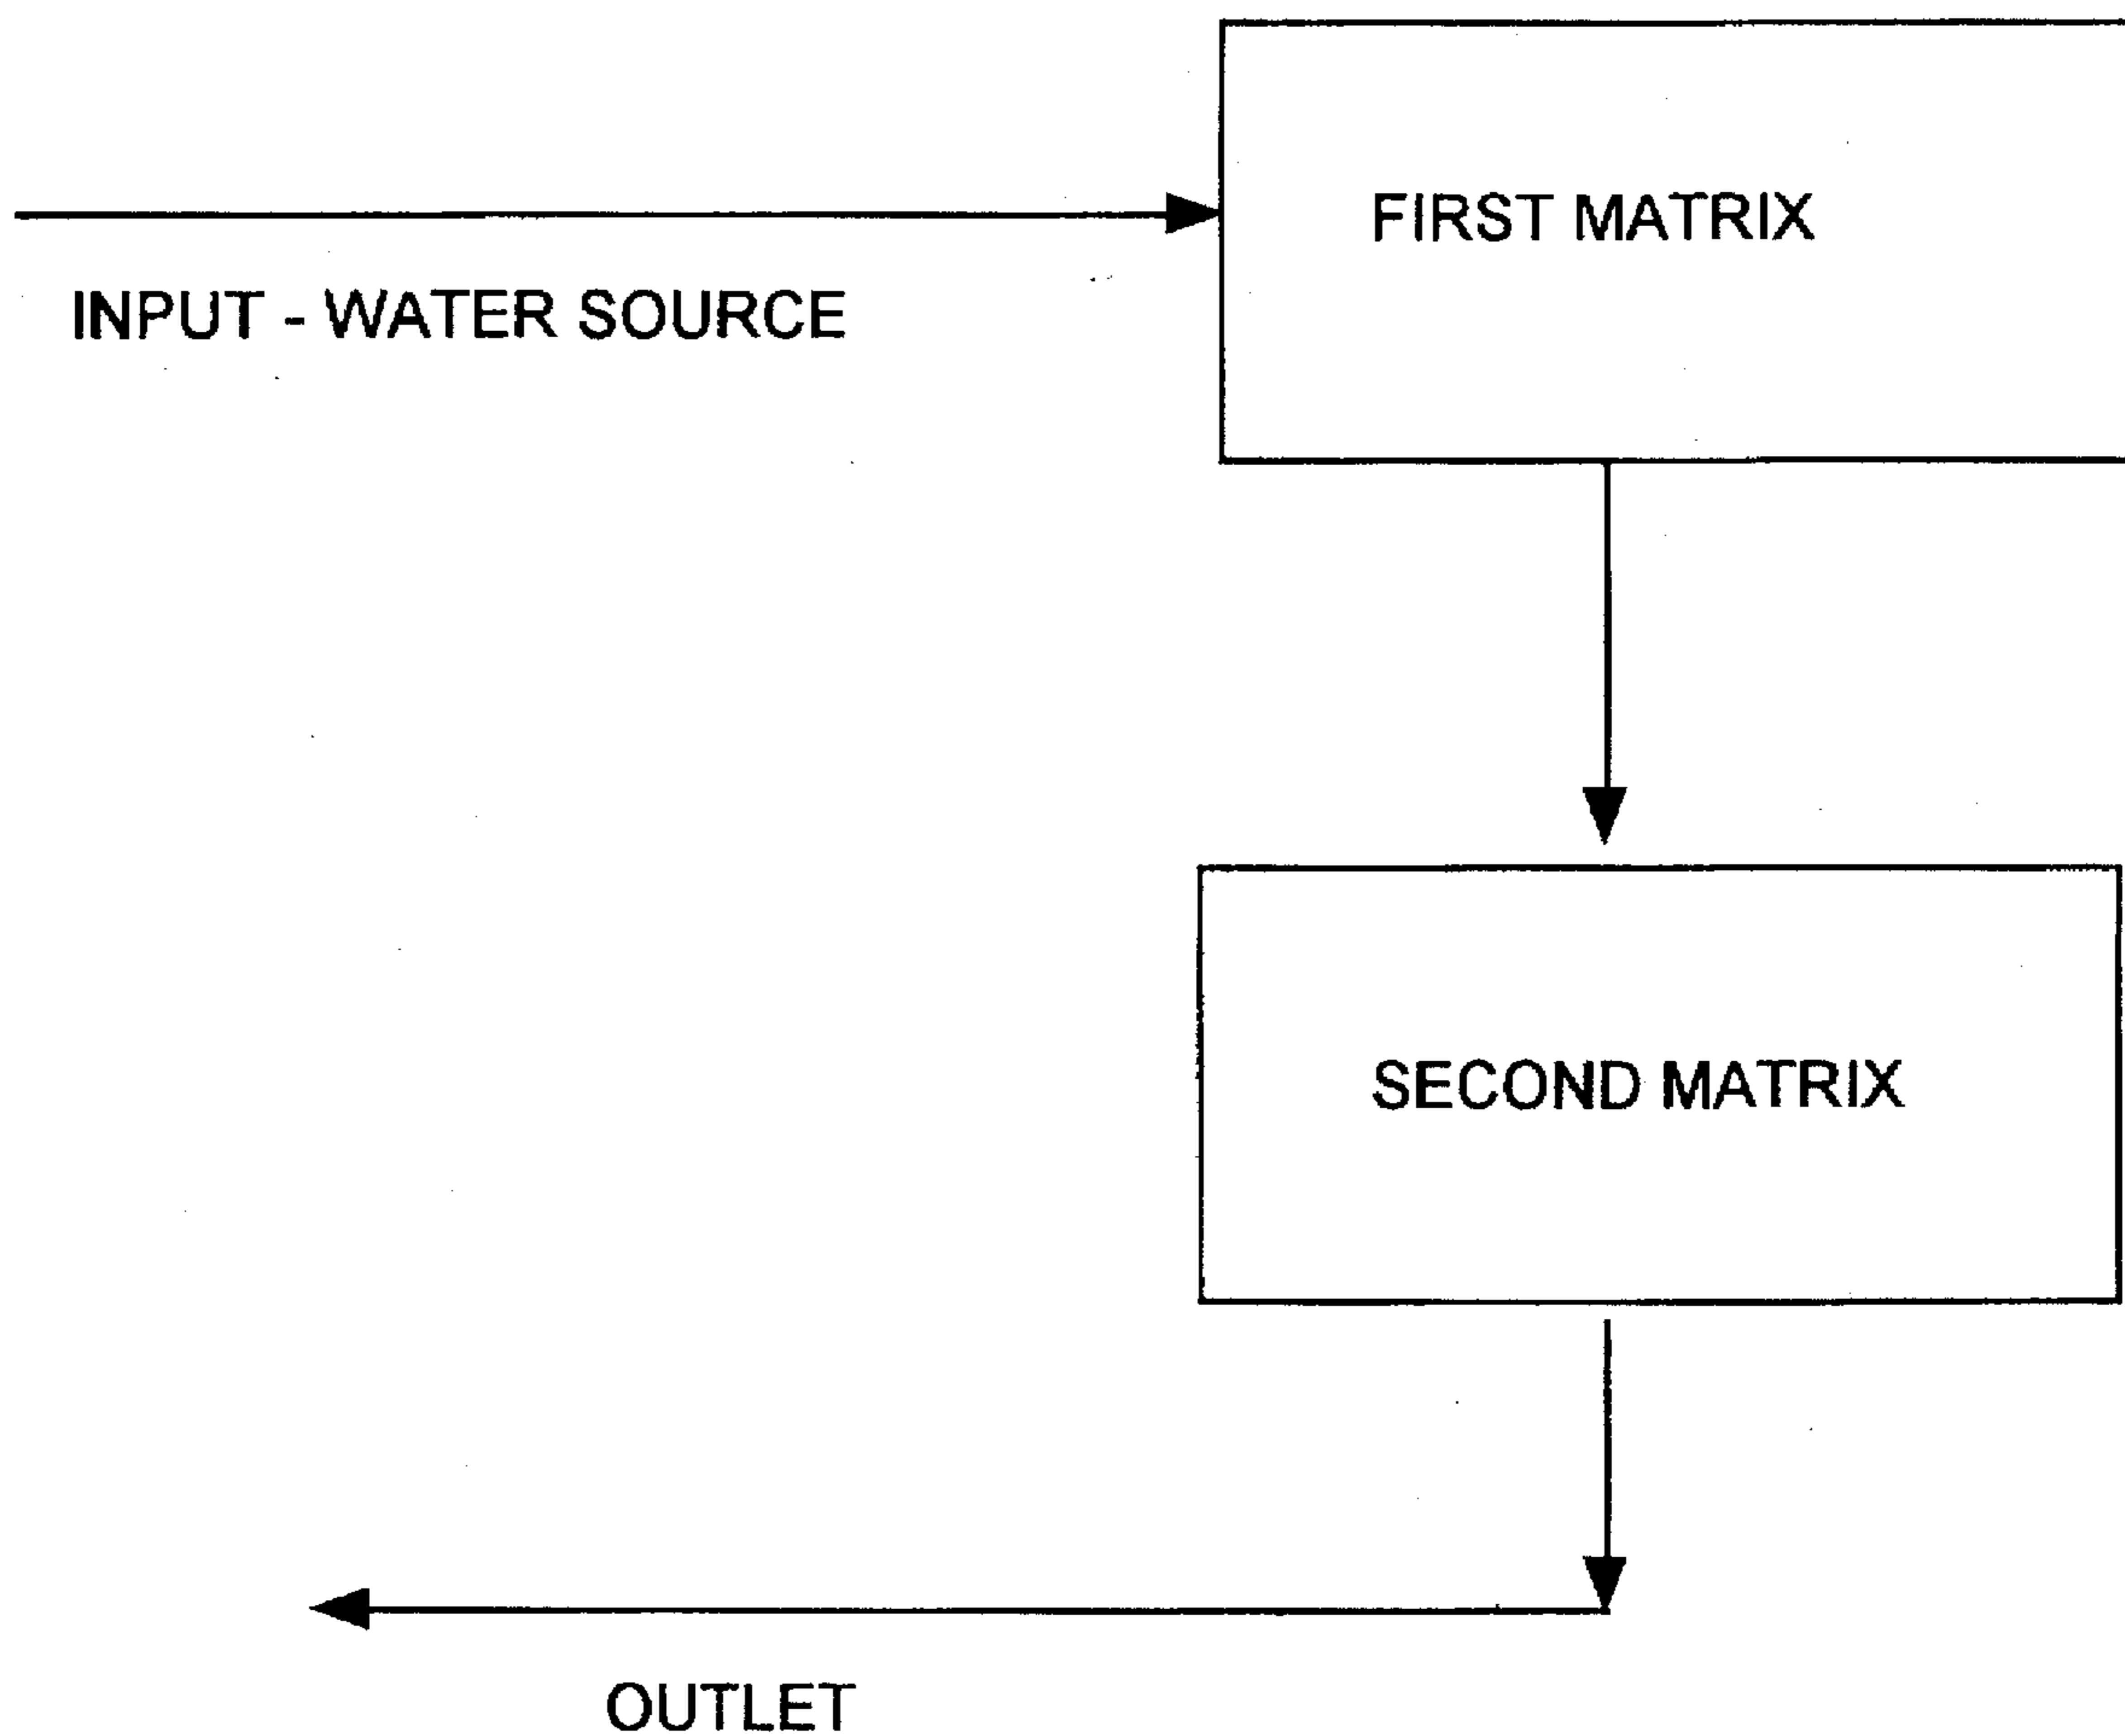 FIRST MATRIX
INPUT - WATER SOURCE
SECOND MATRIX
OUTLET